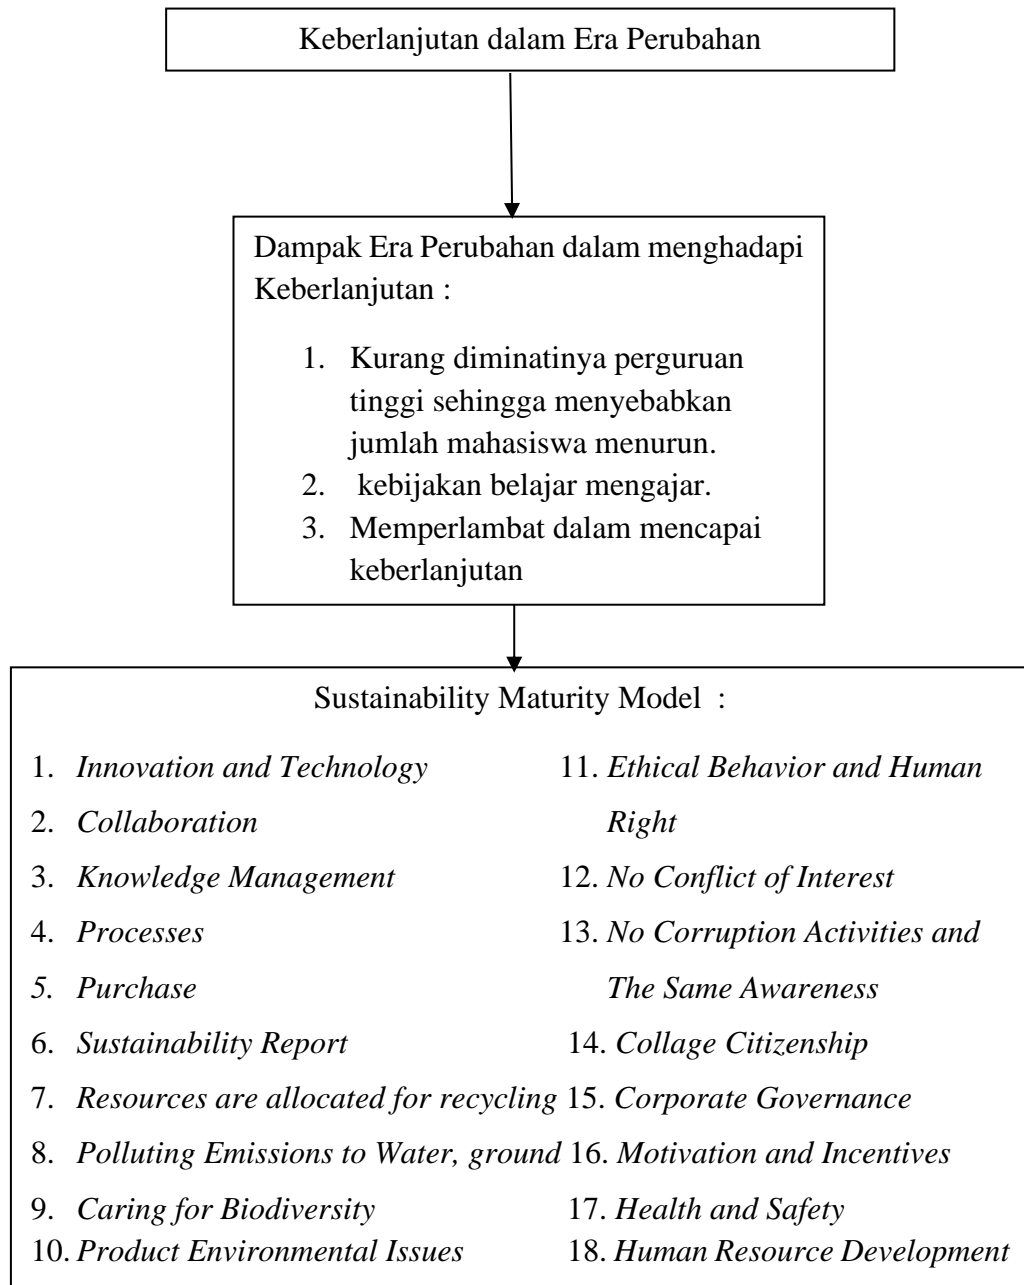 Keberlanjutan dalam Era Perubahan
Dampak Era Perubahan dalam menghadapi
Keberlanjutan :
1. Kurang diminatinya perguruan
tinggi sehingga menyebabkan
jumlah mahasiswa menurun.
2. kebijakan belajar mengajar.
3. Memperlambat dalam mencapai
keberlanjutan
Sustainability Maturity Model :
1. Innovation and Technology
2. Collaboration
3. Knowledge Management
4. Processes
5. Purchase
6. Sustainability Report
7. Resources are allocated for recycling
8. Polluting Emissions to Water, ground
9. Caring for Biodiversity
10. Product Environmental Issues
11. Ethical Behavior and Human
Right
12. No Conflict of Interest
13. No Corruption Activities and
The Same Awareness
14. Collage Citizenship
15. Corporate Governance
16. Motivation and Incentives
17. Health and Safety
18. Human Resource Development